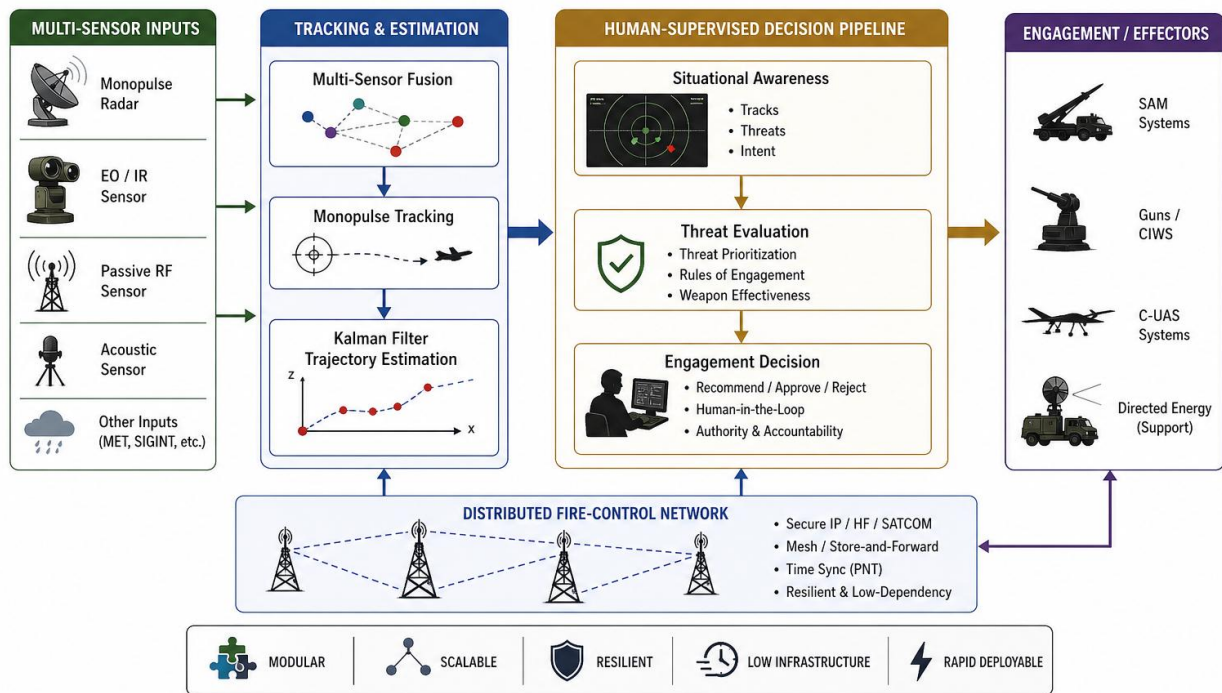 MULTI-SENSOR INPUTS
Monopulse
Radar
EO / IR
Sensor
Passive RF
Sensor
Acoustic
Sensor
Other Inputs
(MET, SIGINT, etc.)
TRACKING & ESTIMATION
Multi-Sensor Fusion
Monopulse Tracking
Kalman Filter
Trajectory Estimation
Z
X
HUMAN-SUPERVISED DECISION PIPELINE
Situational Awareness
• Tracks
• Threats
• Intent
Threat Evaluation
• Threat Prioritization
• Rules of Engagement
• Weapon Effectiveness
Engagement Decision
• Recommend / Approve / Reject
• Human-in-the-Loop
• Authority & Accountability
ENGAGEMENT / EFFECTORS
SAM
Systems
Guns /
CIWS
C-UAS
Systems
Directed Energy
(Support)
DISTRIBUTED FIRE-CONTROL NETWORK
• Secure IP / HF / SATCOM
• Mesh / Store-and-Forward
• Time Sync (PNT)
• Resilient & Low-Dependency
MODULAR
SCALABLE
RESILIENT
LOW INFRASTRUCTURE
RAPID DEPLOYABLE